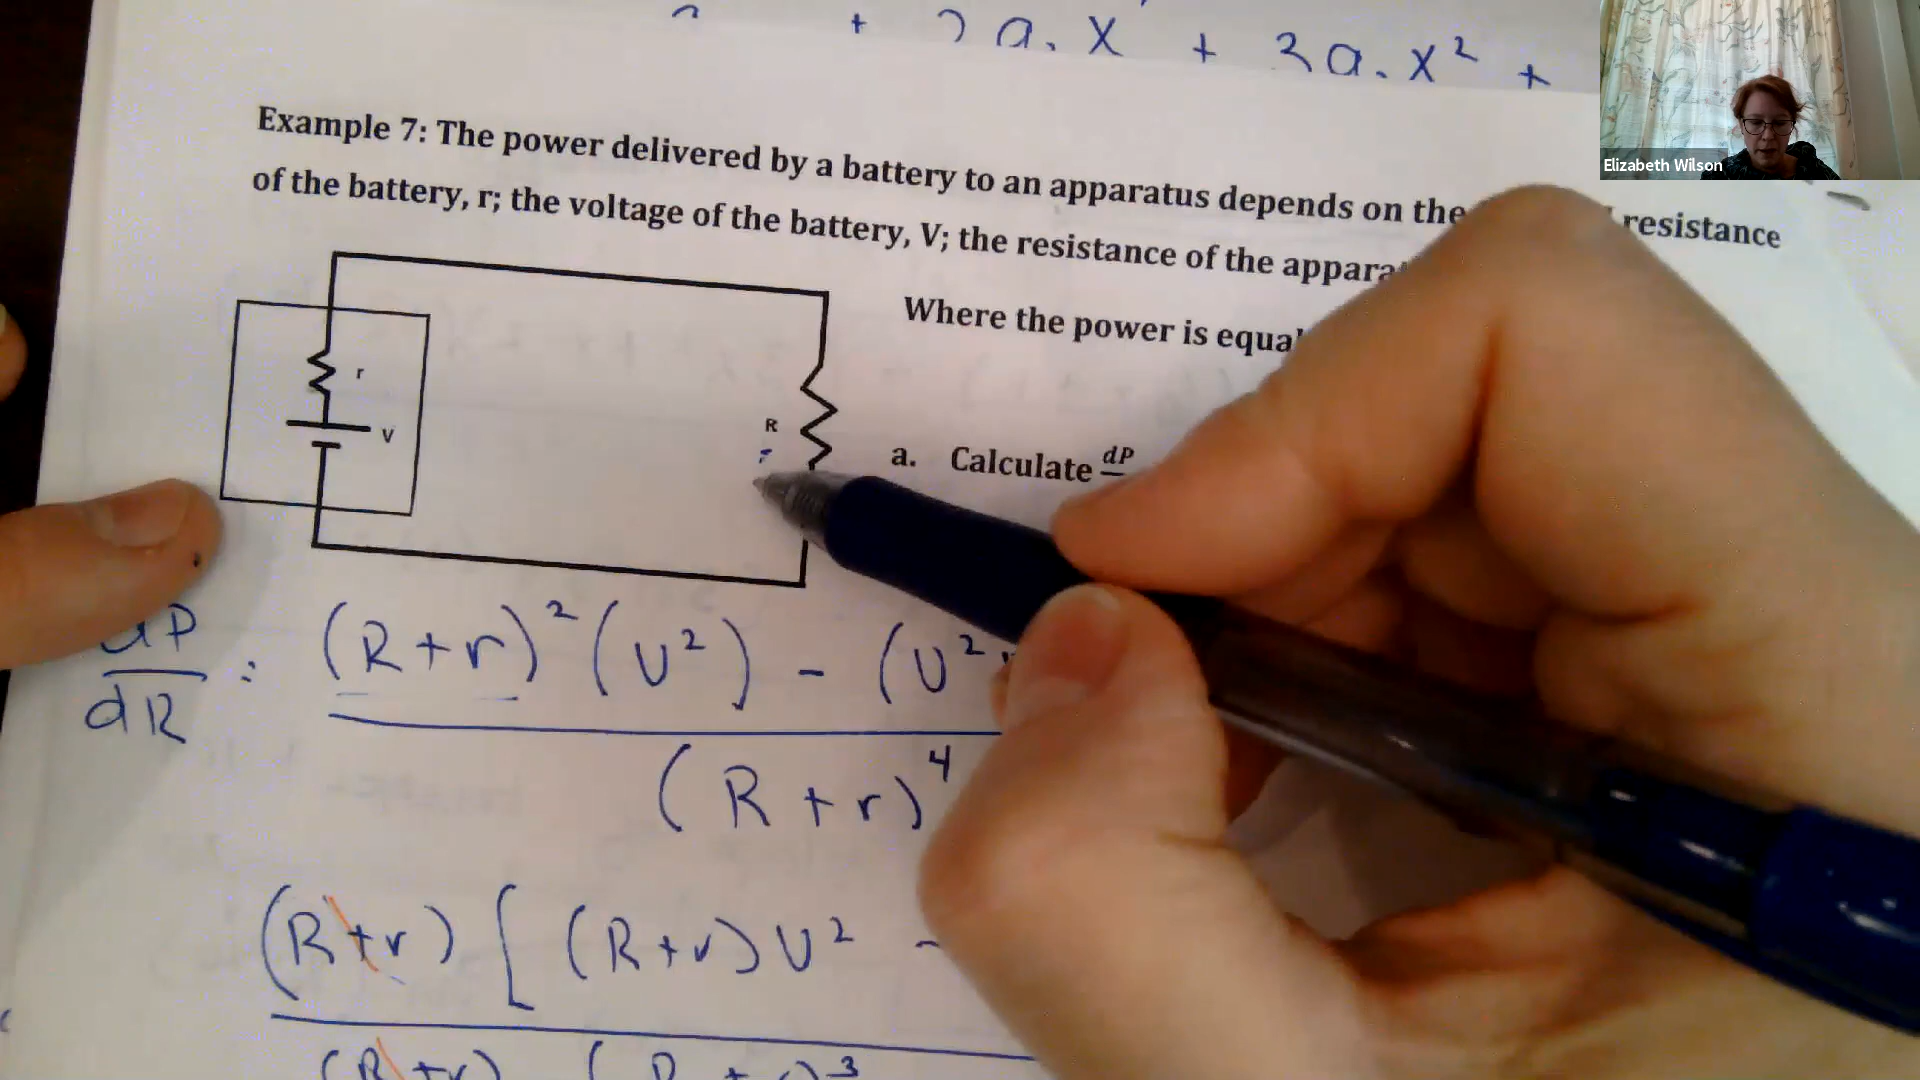 + 2a. x + 3a. x² +
Elizabeth Wilson
Example 7: The power delivered by a battery to an apparatus depends on the resistance
of the battery, r; the voltage of the battery, V; the resistance of the
Where the power is
r
V
R
a. Calculate dP
dP/dR = (R+r)² (V²) - (V²
(R+r)⁴
(R+r) [(R+r)V² -
(R+r) (R + )³